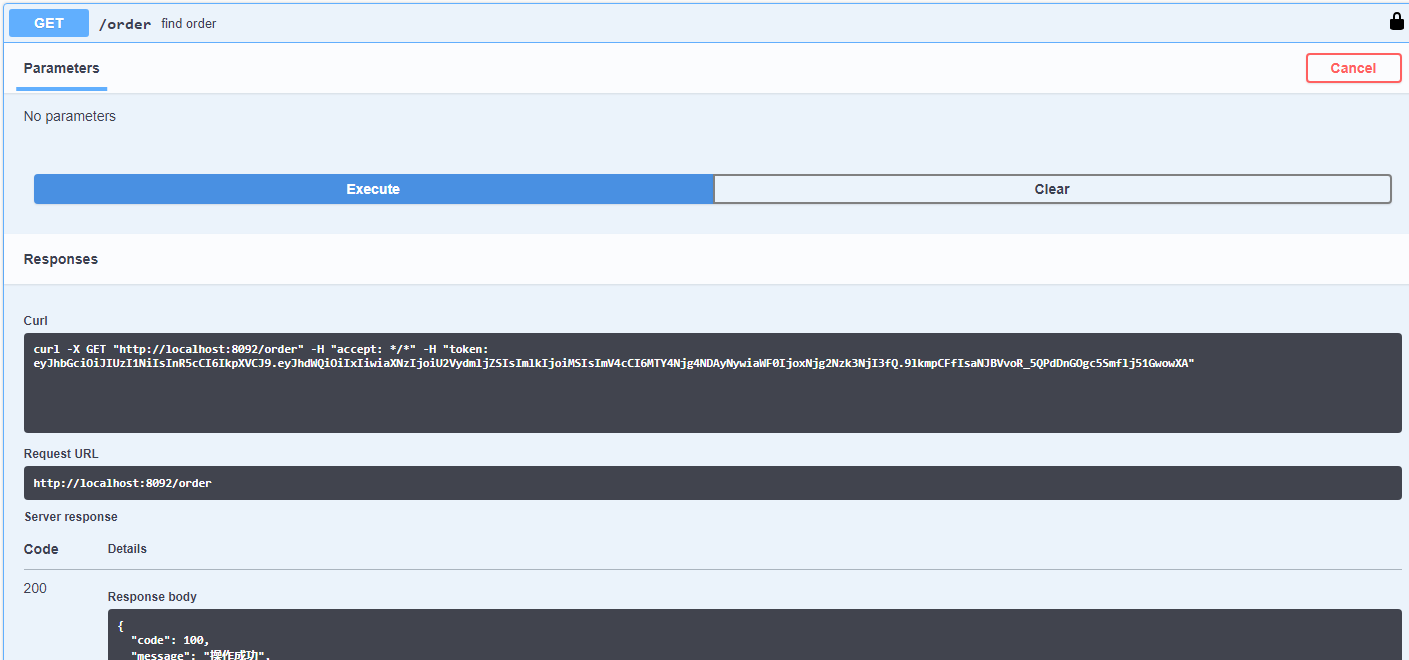 GET /order find order
Parameters
Cancel
No parameters
Execute
Clear
Responses
Curl
curl -X GET "http://localhost:8092/order" -H "accept: */*" -H "token:
eyJhbGciOiJIUzI1NiIsInR5cCI6IkpXVCJ9.eyJhdWQiOiIxIiwiaXNzIjoiU2VydmljZSIsImlkIjoiMSIsImV4cCI6MTY4Njg4NDAyNywiaWF0IjoxNjg2Nzk3NjI3fQ.9lkmpCFfIsaNJBVvoR_5QPdDnGOgc5Smflj51GwowXA"
Request URL
http://localhost:8092/order
Server response
Code Details
200
Response body
{
"code": 100,
"message": "操作成功",